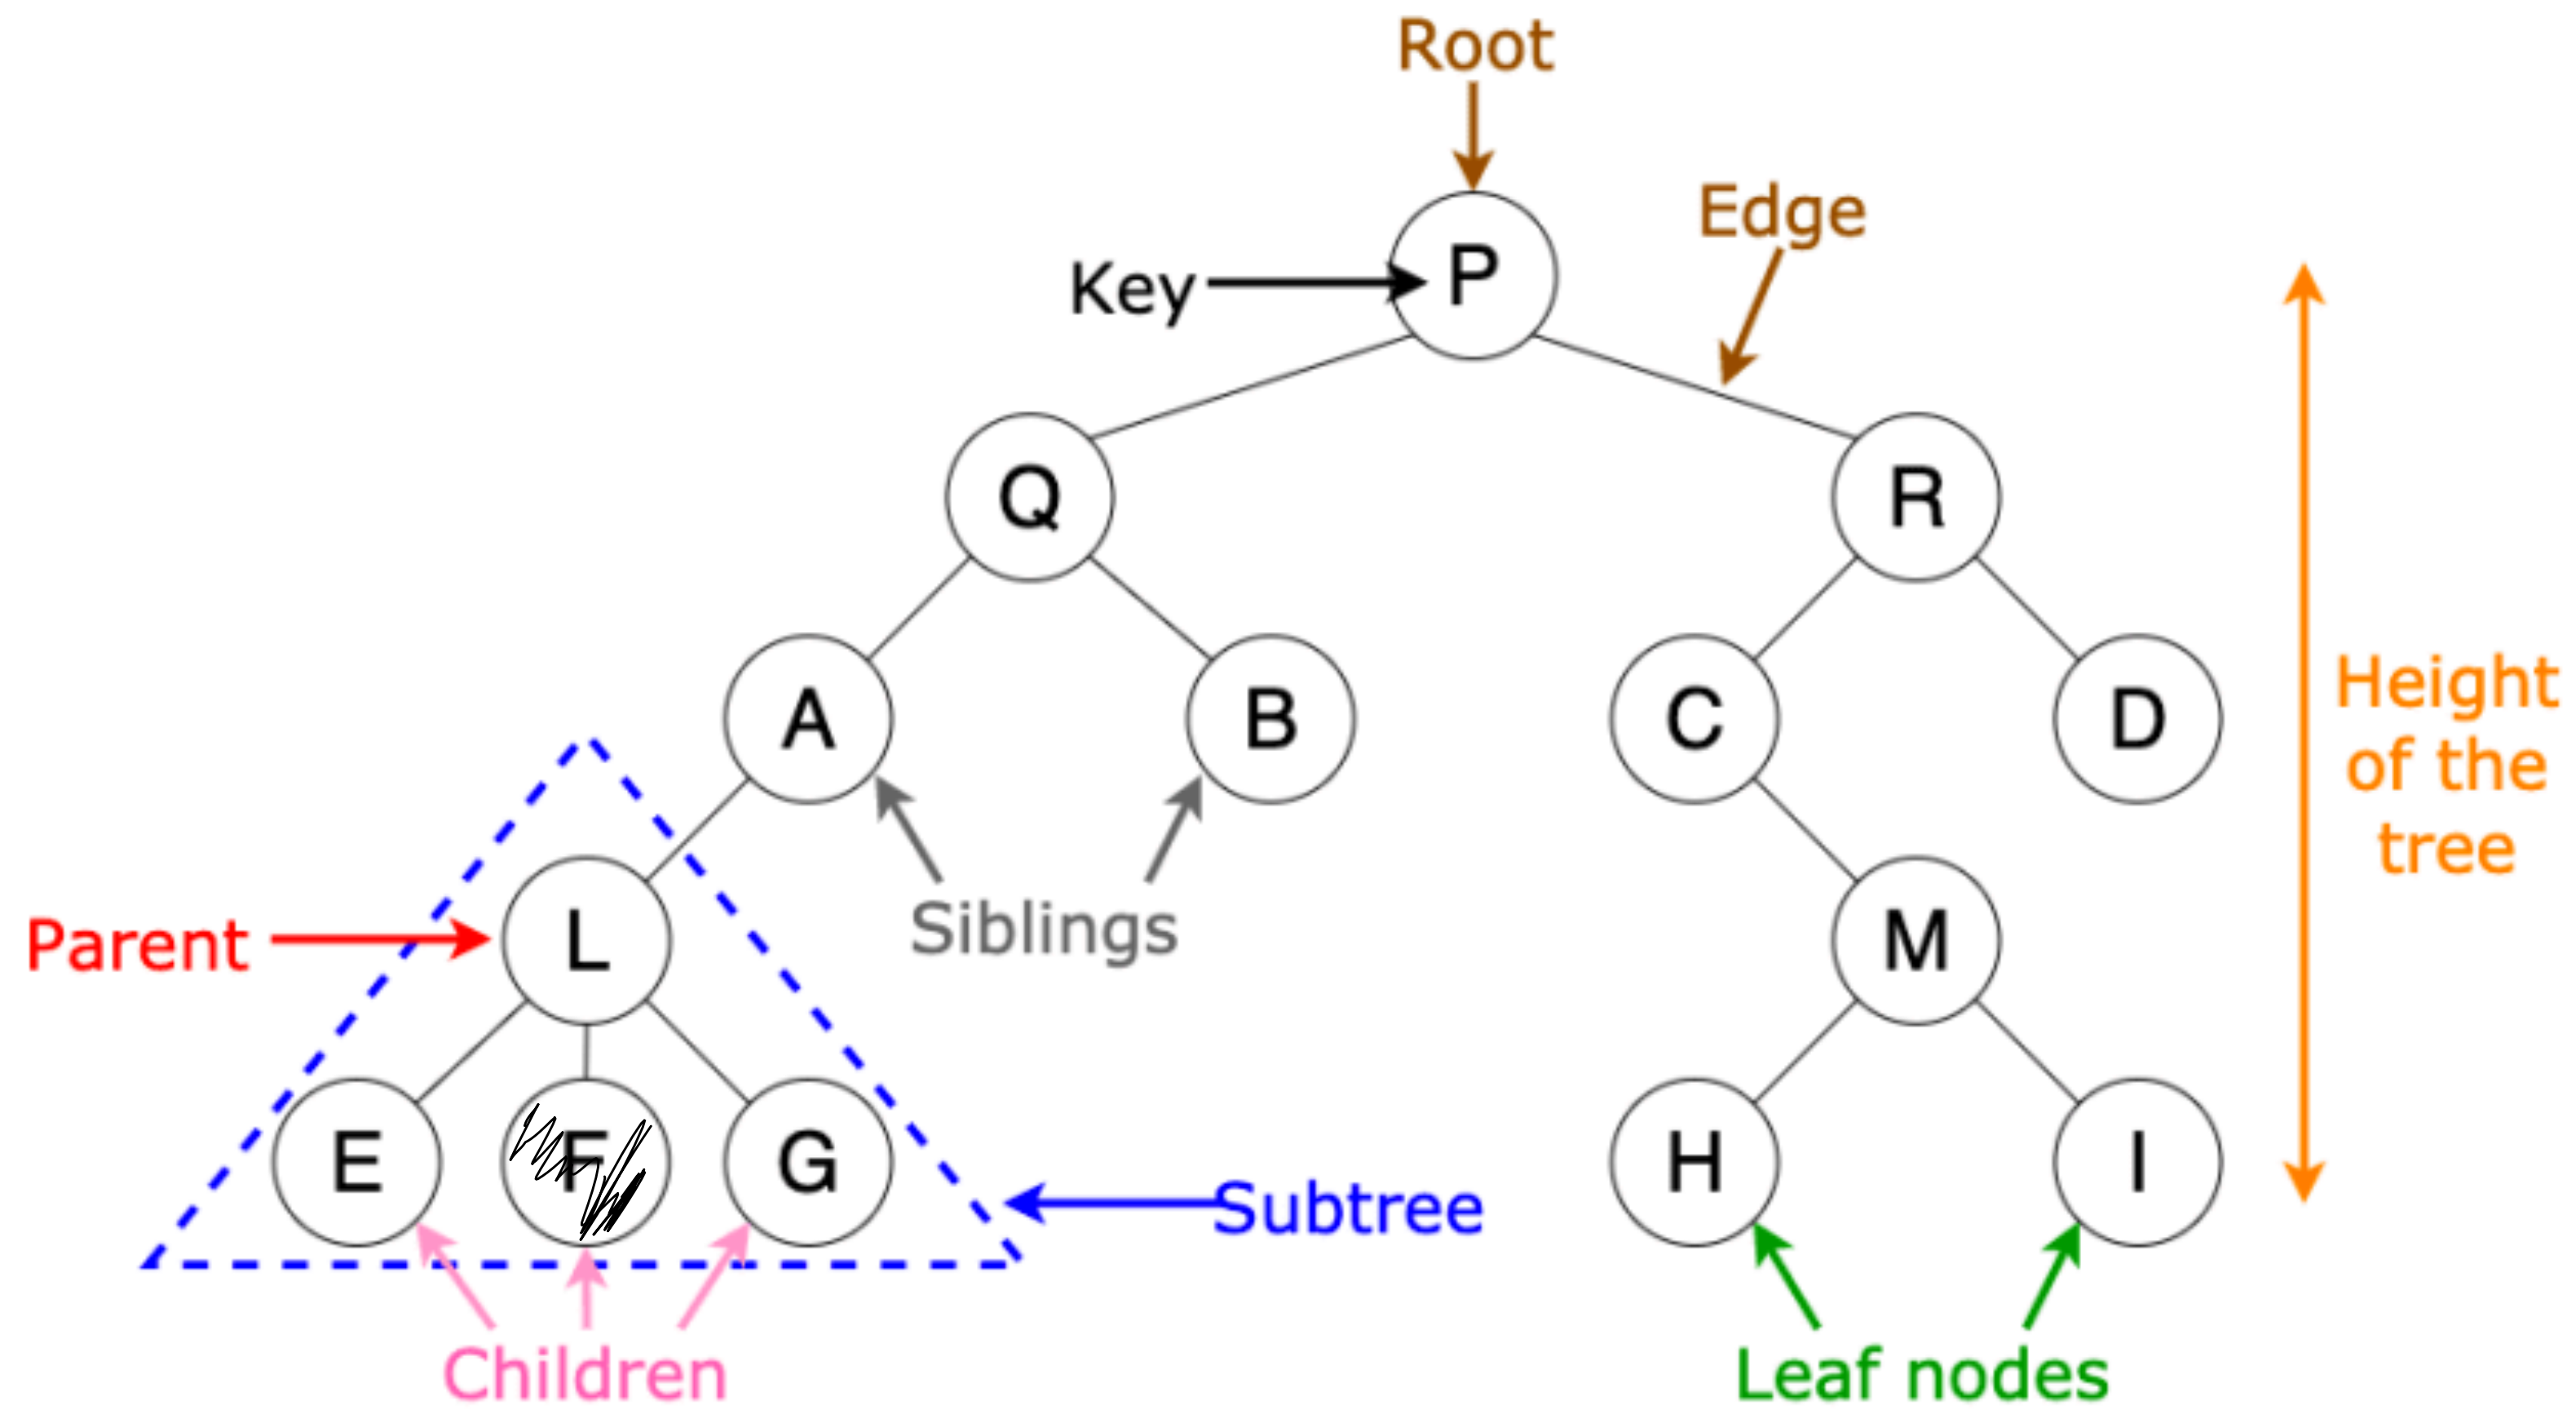 Root
Edge
Key
P
Q
R
A
B
C
D
Height
of the
tree
Parent
L
Siblings
M
E
F
G
H
I
Subtree
Children
Leaf nodes